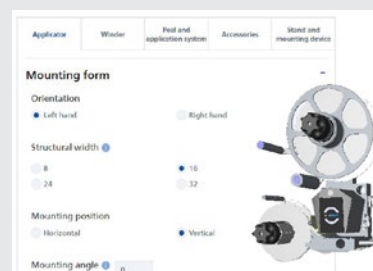 Applicator
Winder
Peel and
application system
Accessories
Stand and
mounting device
Mounting form
–
Orientation
Left hand
Right hand
Structural width
8
16
24
32
Mounting position
Horizontal
Vertical
Mounting angle